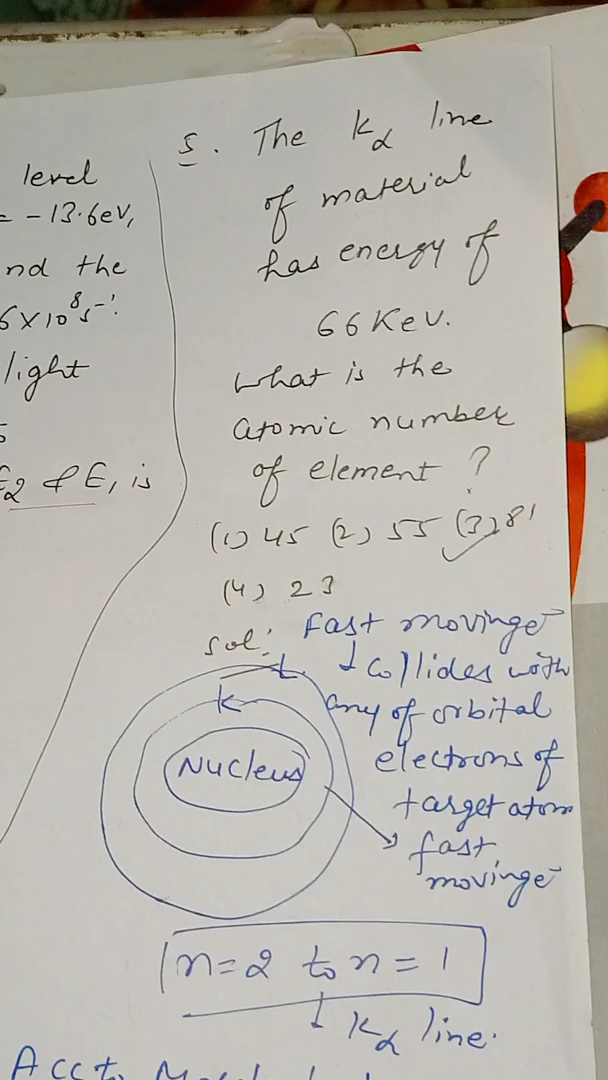 level
= -13.6eV,
nd the
6×10⁸s⁻¹.
light
E₂ & E, is
5. The Kα line
of material
has energy of
66 KeV.
what is the
atomic number
of element ?
(1) 45 (2) 55 (3) 81
(4) 23
sol:
Fast moving e⁻
L ↓ collides with
K any of orbital
Nucleus electrons of
target atom
fast
moving e⁻
n=2 to n=1
↓ Kα line.
Acc to